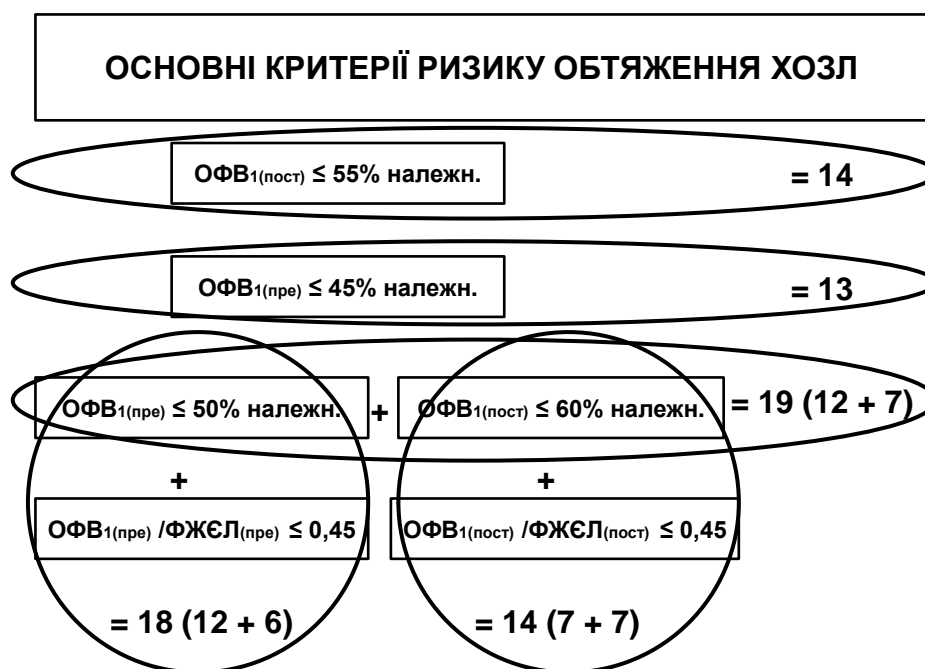 ОСНОВНІ КРИТЕРІЇ РИЗИКУ ОБТЯЖЕННЯ ХОЗЛ
ОФВ1(пост) ≤ 55% належн. = 14
ОФВ1(пре) ≤ 45% належн. = 13
ОФВ1(пре) ≤ 50% належн. + ОФВ1(пост) ≤ 60% належн. = 19 (12 + 7)
+ +
ОФВ1(пре) /ФЖЄЛ(пре) ≤ 0,45 ОФВ1(пост) /ФЖЄЛ(пост) ≤ 0,45
= 18 (12 + 6) = 14 (7 + 7)